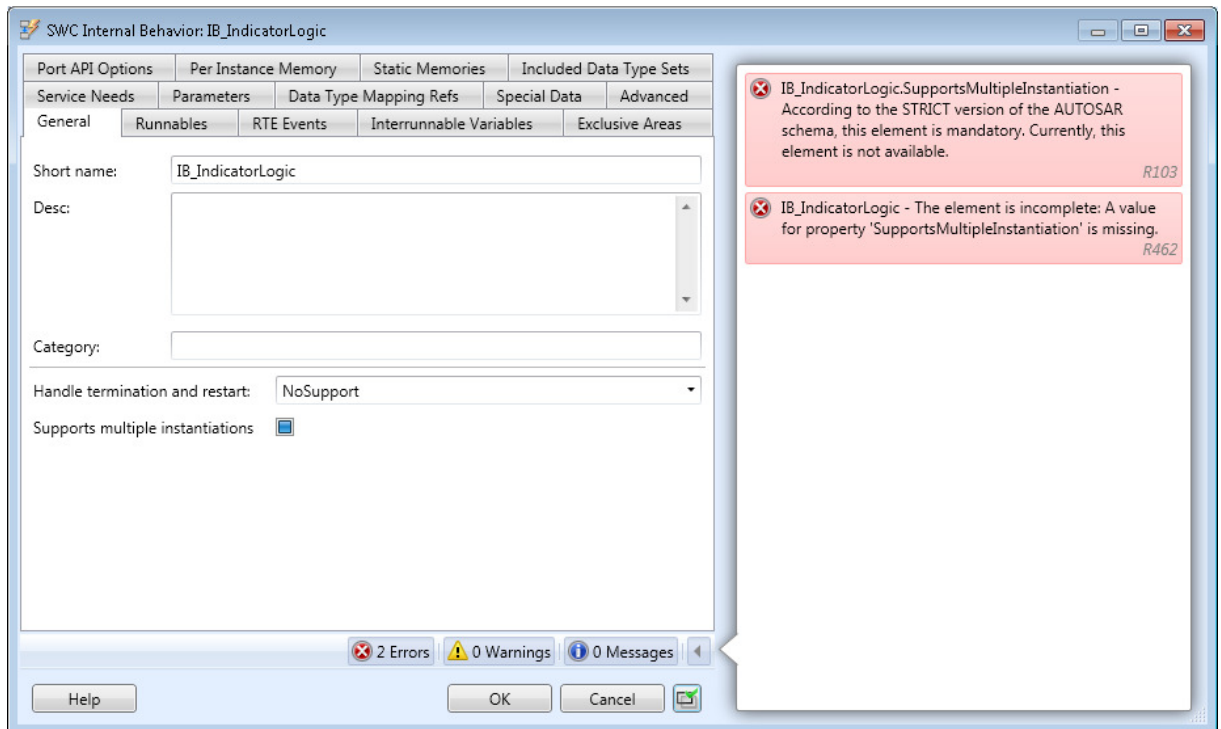 SWC Internal Behavior: IB_IndicatorLogic
Port API Options Per Instance Memory Static Memories Included Data Type Sets
Service Needs Parameters Data Type Mapping Refs Special Data Advanced
General Runnables RTE Events Interrunnable Variables Exclusive Areas
Short name: IB_IndicatorLogic
Desc:
Category:
Handle termination and restart: NoSupport
Supports multiple instantiations
2 Errors 0 Warnings 0 Messages
Help OK Cancel
IB_IndicatorLogic.SupportsMultipleInstantiation -
According to the STRICT version of the AUTOSAR
schema, this element is mandatory. Currently, this
element is not available.
R103
IB_IndicatorLogic - The element is incomplete: A value
for property 'SupportsMultipleInstantiation' is missing.
R462